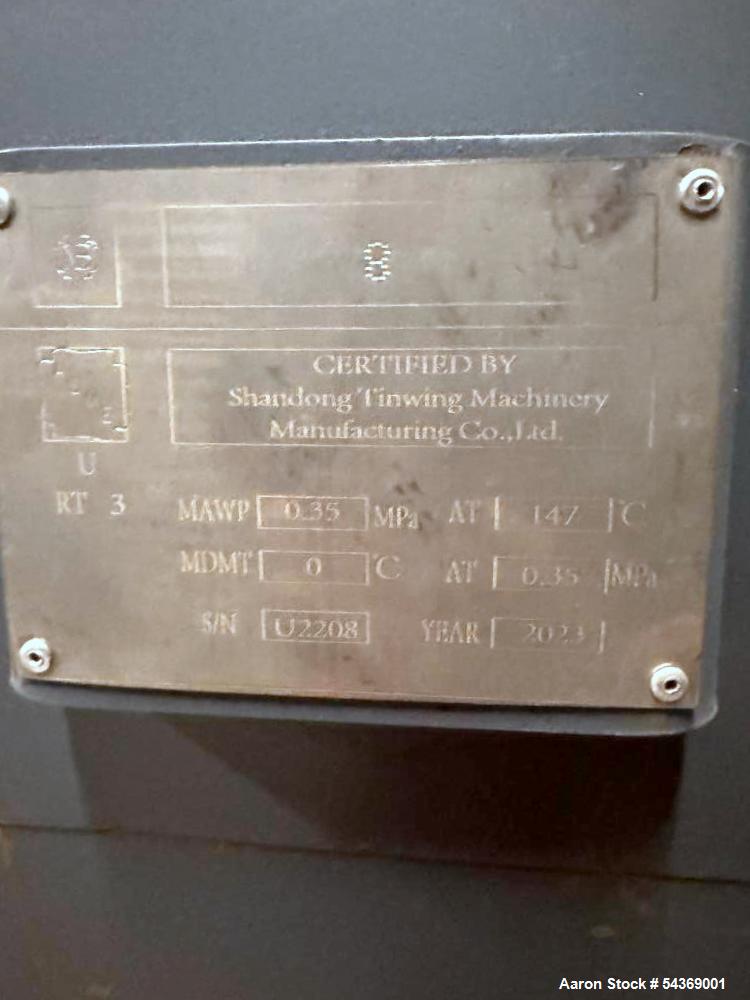 8
CERTIFIED BY
Shandong Tinwing Machinery
Manufacturing Co.,Ltd.
U
RT 3
MAWP 0.35 MPa AT 147 ℃
MDMT 0 ℃ AT 0.35 MPa
S/N U2208 YEAR 2023
Aaron Stock # 54369001